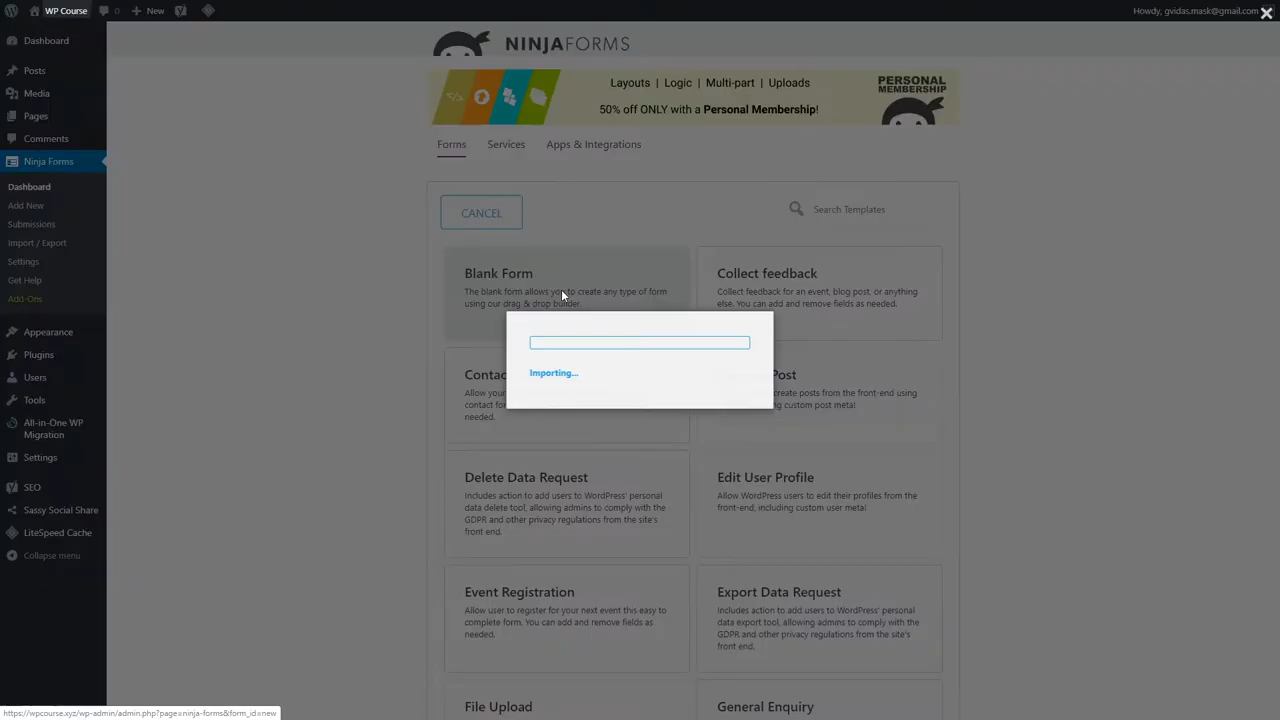 WP Course
0
New
Howdy, gvidas.mask@gmail.com
Dashboard
Posts
Media
Pages
Comments
Ninja Forms
Dashboard
Add New
Submissions
Import / Export
Settings
Get Help
Add-Ons
Appearance
Plugins
Users
Tools
All-in-One WP
Migration
Settings
SEO
Sassy Social Share
LiteSpeed Cache
Collapse menu
NINJAFORMS
Layouts | Logic | Multi-part | Uploads
50% off ONLY with a Personal Membership!
PERSONAL
MEMBERSHIP
Forms
Services
Apps & Integrations
CANCEL
Search Templates
Blank Form
The blank form allows you to create any type of form
using our drag & drop builder.
Collect feedback
Collect feedback for an event, blog post, or anything
else. You can add and remove fields as needed.
Importing...
Contac
Allow your
contact for
needed.
Post
create posts from the front-end using
custom post meta!
Delete Data Request
Includes action to add users to WordPress' personal
data delete tool, allowing admins to comply with the
GDPR and other privacy regulations from the site's
front end.
Edit User Profile
Allow WordPress users to edit their profiles from the
front-end, including custom user meta!
Event Registration
Allow user to register for your next event this easy to
complete form. You can add and remove fields as
needed.
Export Data Request
Includes action to add users to WordPress' personal
data export tool, allowing admins to comply with the
GDPR and other privacy regulations from the site's
front end.
File Upload
General Enquiry
https://wpcourse.xyz/wp-admin/admin.php?page=ninja-forms&form_id=new